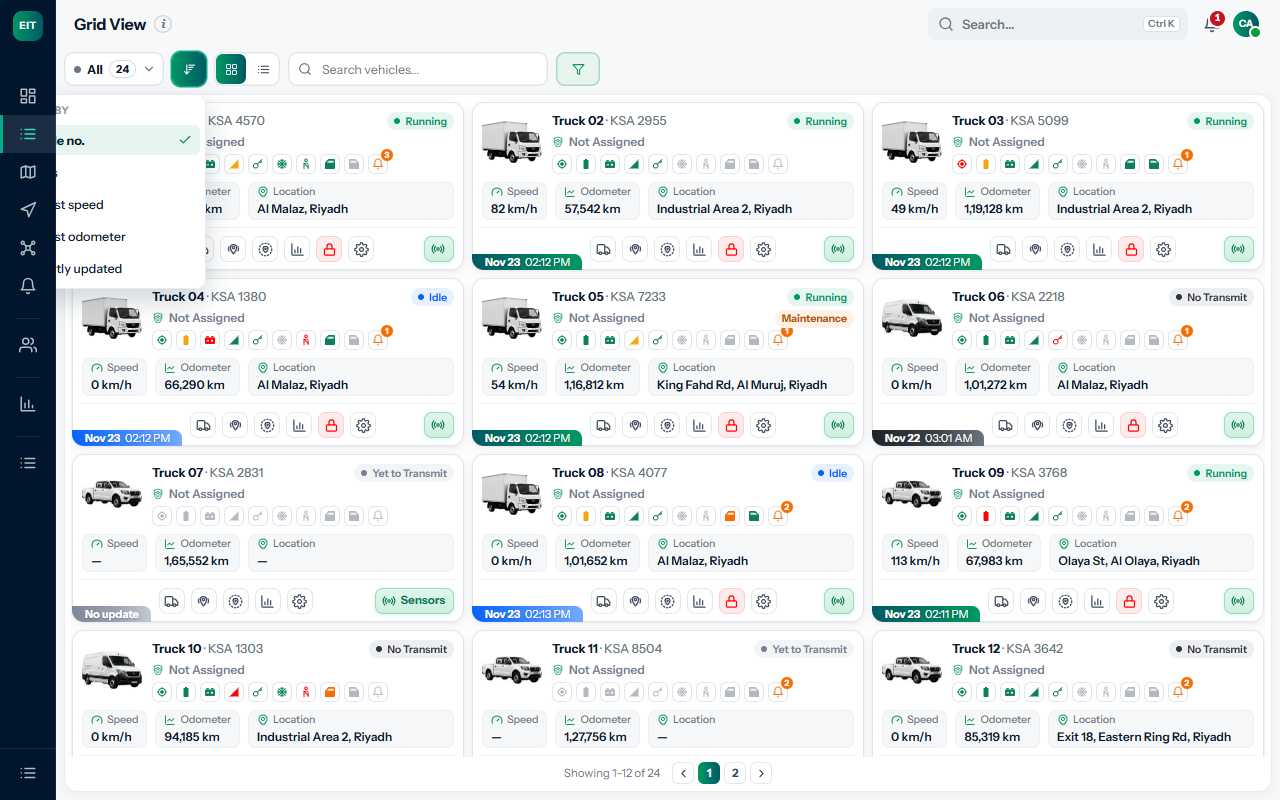 EIT
Grid View
Search...
Ctrl K
1
CA
All 24
Search vehicles...
BY
e no.
s
st speed
st odometer
tly updated
KSA 4570
Running
signed
3
meter
km
Location
Al Malaz, Riyadh
Truck 02 · KSA 2955
Running
Not Assigned
Speed
82 km/h
Odometer
57,542 km
Location
Industrial Area 2, Riyadh
Nov 23 02:12 PM
Truck 03 · KSA 5099
Running
Not Assigned
1
Speed
49 km/h
Odometer
1,19,128 km
Location
Industrial Area 2, Riyadh
Nov 23 02:12 PM
Truck 04 · KSA 1380
Idle
Not Assigned
1
Speed
0 km/h
Odometer
66,290 km
Location
Al Malaz, Riyadh
Nov 23 02:12 PM
Truck 05 · KSA 7233
Running
Not Assigned
Maintenance
1
Speed
54 km/h
Odometer
1,16,812 km
Location
King Fahd Rd, Al Muruj, Riyadh
Nov 23 02:12 PM
Truck 06 · KSA 2218
No Transmit
Not Assigned
1
Speed
0 km/h
Odometer
1,01,272 km
Location
Al Malaz, Riyadh
Nov 22 03:01 AM
Truck 07 · KSA 2831
Yet to Transmit
Not Assigned
Speed
—
Odometer
1,65,552 km
Location
—
Sensors
No update
Truck 08 · KSA 4077
Idle
Not Assigned
2
Speed
0 km/h
Odometer
1,01,652 km
Location
Al Malaz, Riyadh
Nov 23 02:13 PM
Truck 09 · KSA 3768
Running
Not Assigned
2
Speed
113 km/h
Odometer
67,983 km
Location
Olaya St, Al Olaya, Riyadh
Nov 23 02:11 PM
Truck 10 · KSA 1303
No Transmit
Not Assigned
Speed
0 km/h
Odometer
94,185 km
Location
Industrial Area 2, Riyadh
Truck 11 · KSA 8504
Yet to Transmit
Not Assigned
2
Speed
—
Odometer
1,27,756 km
Location
—
Truck 12 · KSA 3642
No Transmit
Not Assigned
2
Speed
0 km/h
Odometer
85,319 km
Location
Exit 18, Eastern Ring Rd, Riyadh
Showing 1–12 of 24
1
2